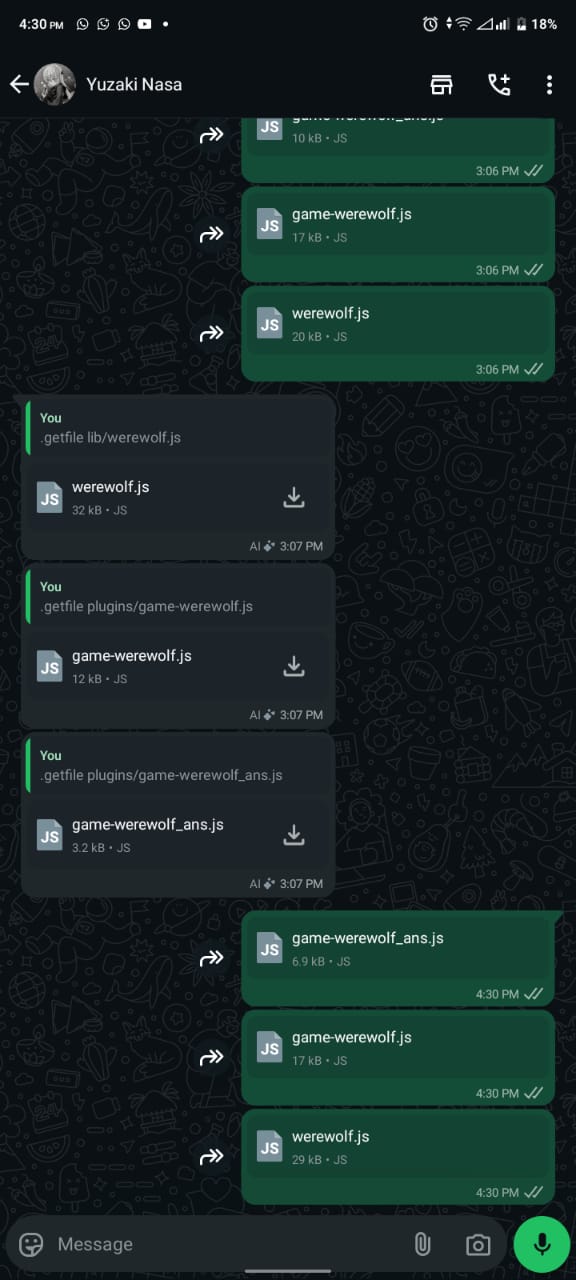 4:30 PM
18%
Yuzaki Nasa
JS
10 kB • JS
3:06 PM
JS
game-werewolf.js
17 kB • JS
3:06 PM
JS
werewolf.js
20 kB • JS
3:06 PM
You
.getfile lib/werewolf.js
JS
werewolf.js
32 kB • JS
AI 3:07 PM
You
.getfile plugins/game-werewolf.js
JS
game-werewolf.js
12 kB • JS
AI 3:07 PM
You
.getfile plugins/game-werewolf_ans.js
JS
game-werewolf_ans.js
3.2 kB • JS
AI 3:07 PM
JS
game-werewolf_ans.js
6.9 kB • JS
4:30 PM
JS
game-werewolf.js
17 kB • JS
4:30 PM
JS
werewolf.js
29 kB • JS
4:30 PM
Message